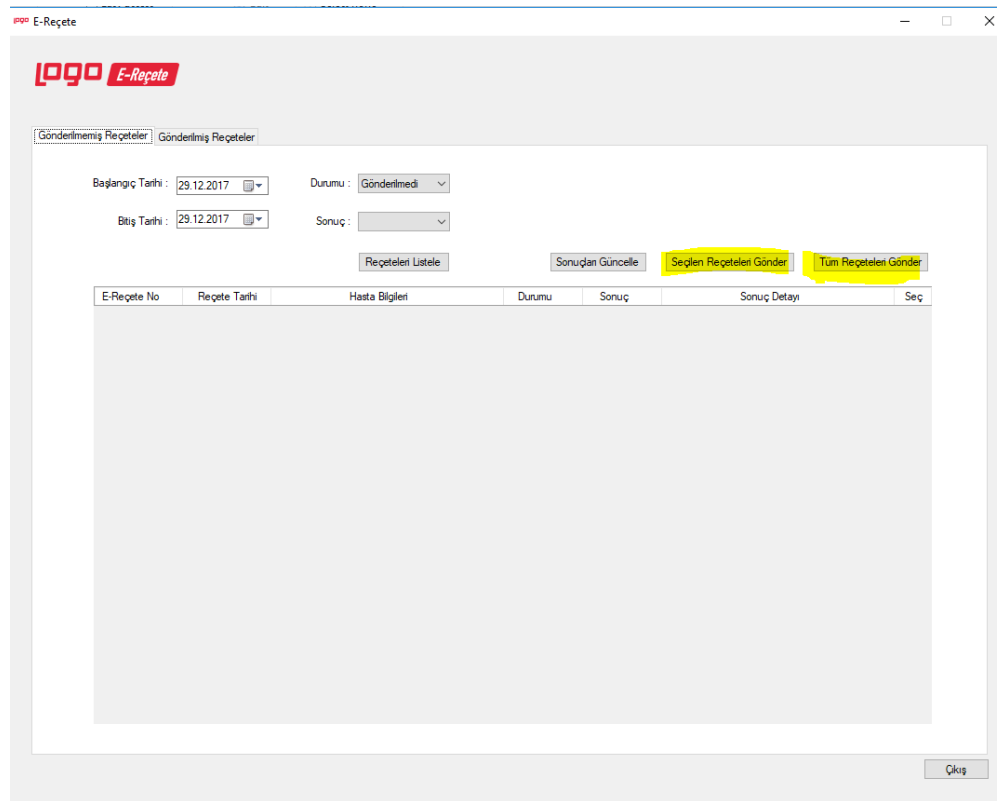 logo E-Reçete
logo E-Reçete
Gönderilmemiş Reçeteler Gönderilmiş Reçeteler
Başlangıç Tarihi : 29.12.2017 Durumu : Gönderilmedi
Bitiş Tarihi : 29.12.2017 Sonuç :
Reçeteleri Listele Sonuçları Güncelle Seçilen Reçeteleri Gönder Tüm Reçeteleri Gönder
E-Reçete No Reçete Tarihi Hasta Bilgileri Durumu Sonuç Sonuç Detayı Seç
Çıkış